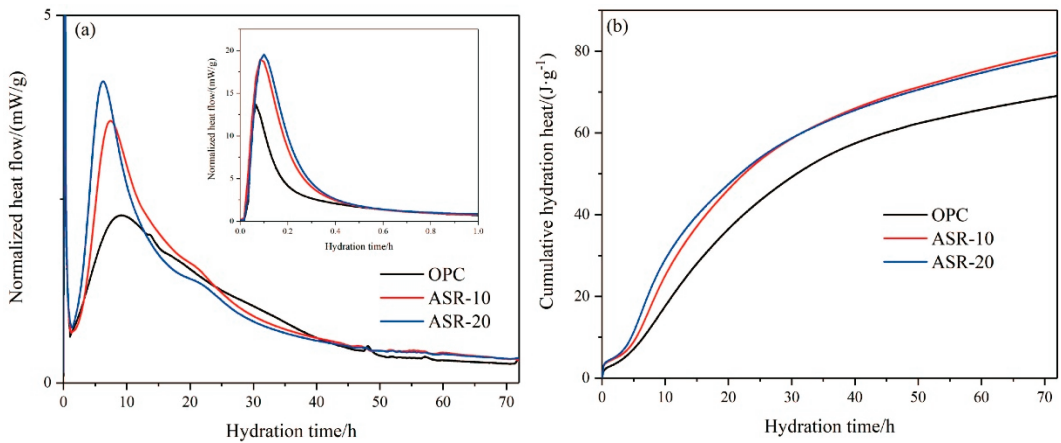 (a)
5
0
Normalized heat flow/(mW/g)
0
10
20
30
40
50
60
70
Hydration time/h
OPC
ASR-10
ASR-20
20
15
10
5
0
Normalized heat flow/(mW/g)
0.0
0.2
0.4
0.6
0.8
1.0
Hydration time/h
(b)
80
60
40
20
0
Cumulative hydration heat/(J·g-1)
0
10
20
30
40
50
60
70
Hydration time/h
OPC
ASR-10
ASR-20